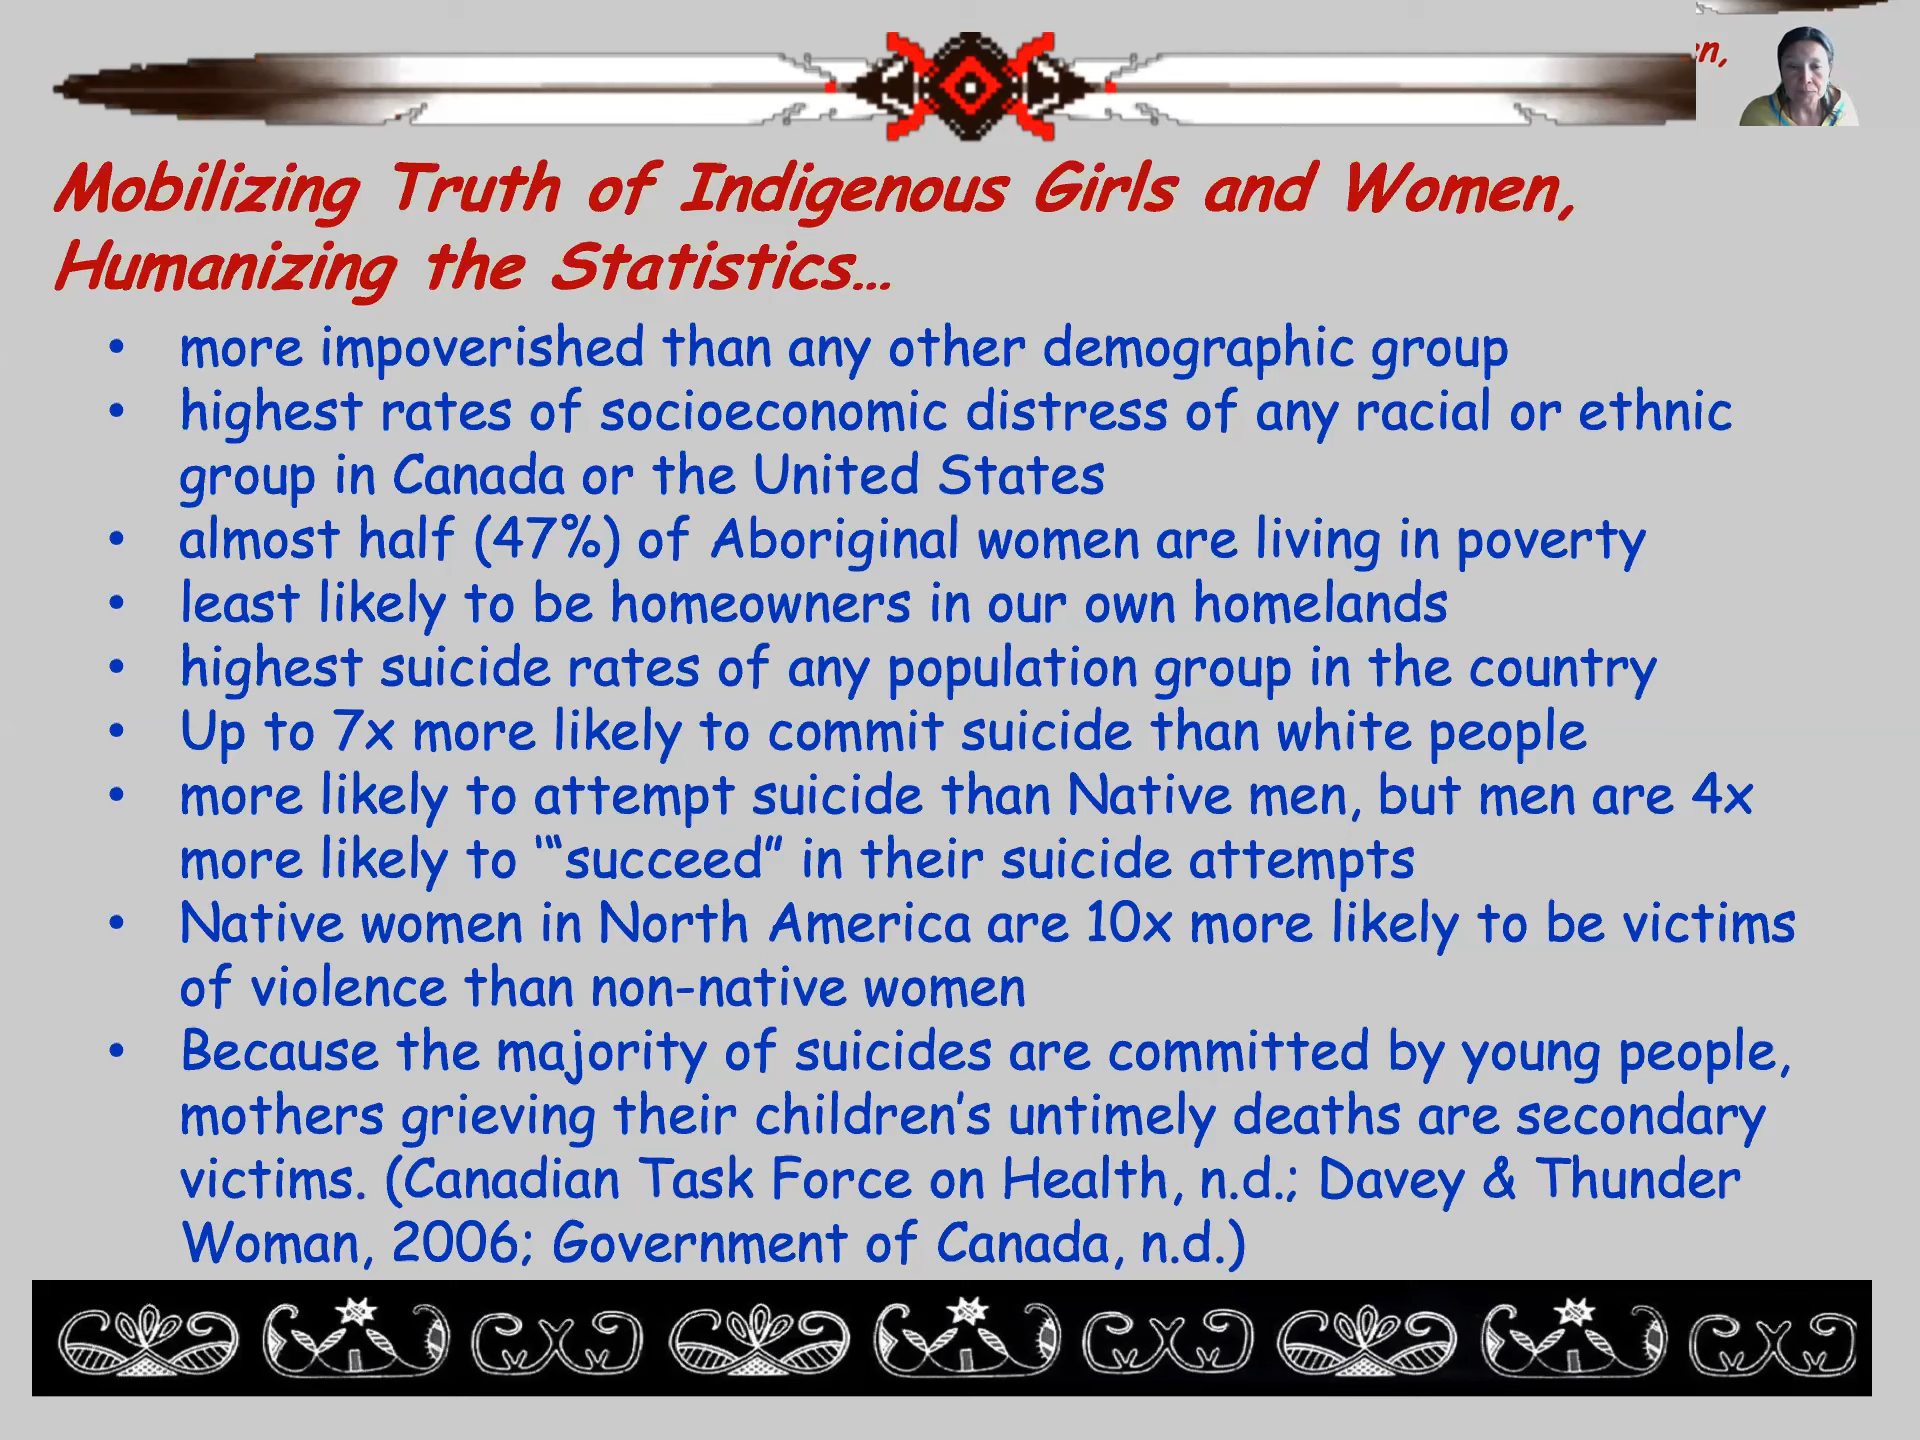 en,
Mobilizing Truth of Indigenous Girls and Women,
Humanizing the Statistics…
• more impoverished than any other demographic group
• highest rates of socioeconomic distress of any racial or ethnic
group in Canada or the United States
• almost half (47%) of Aboriginal women are living in poverty
• least likely to be homeowners in our own homelands
• highest suicide rates of any population group in the country
• Up to 7x more likely to commit suicide than white people
• more likely to attempt suicide than Native men, but men are 4x
more likely to '“succeed” in their suicide attempts
• Native women in North America are 10x more likely to be victims
of violence than non-native women
• Because the majority of suicides are committed by young people,
mothers grieving their children’s untimely deaths are secondary
victims. (Canadian Task Force on Health, n.d.; Davey & Thunder
Woman, 2006; Government of Canada, n.d.)